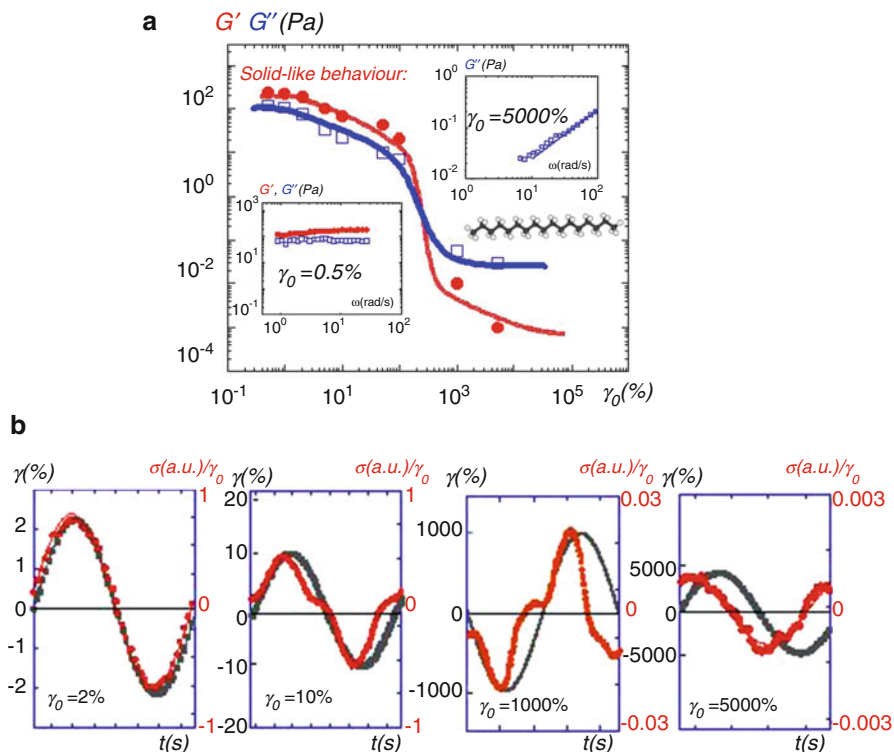 G′ G″(Pa)
a
Solid-like behaviour:
10²
10⁰
10⁻²
10⁻⁴
10⁻¹
10¹
10³
10⁵
γ₀(%)
G″(Pa)
10⁰
10⁻¹
10⁻²
γ₀=5000%
ω(rad/s)
10⁰
10¹
10²
G′, G″(Pa)
10³
10¹
10⁻¹
γ₀=0.5%
ω(rad/s)
10⁰
10¹
10²
b
γ(%)
σ(a.u.)/γ₀
2
1
0
-1
-2
1
0
-1
γ₀=2%
t(s)
γ(%)
σ(a.u.)/γ₀
20
10
0
-10
-20
1
0
-1
γ₀=10%
t(s)
γ(%)
σ(a.u.)/γ₀
1000
0
-1000
0.03
0
-0.03
γ₀=1000%
t(s)
γ(%)
σ(a.u.)/γ₀
5000
0
-5000
0.003
0
-0.003
γ₀=5000%
t(s)